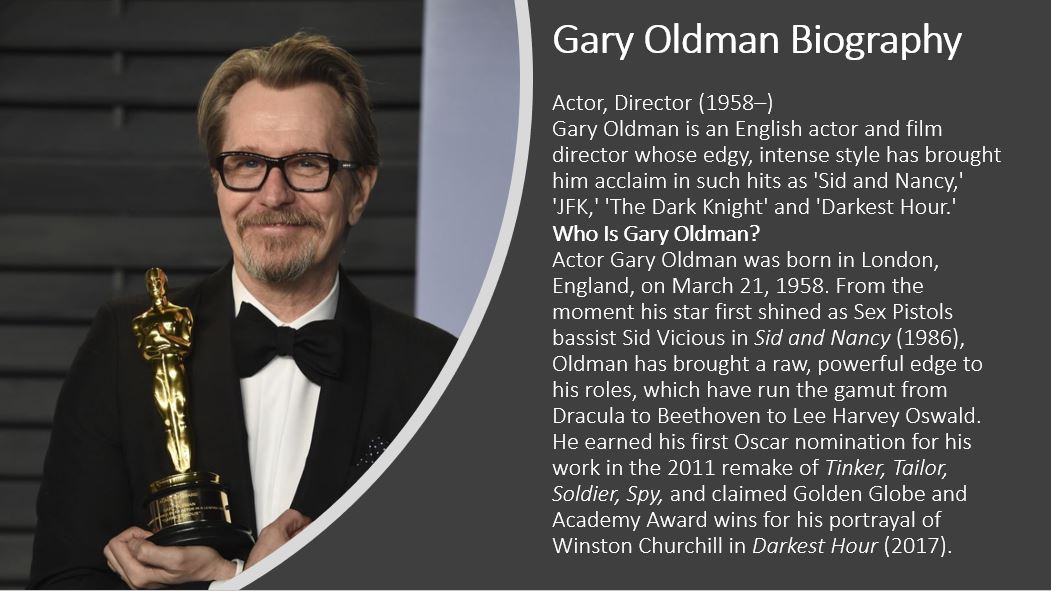 Gary Oldman Biography
Actor, Director (1958–)
Gary Oldman is an English actor and film
director whose edgy, intense style has brought
him acclaim in such hits as 'Sid and Nancy,'
'JFK,' 'The Dark Knight' and 'Darkest Hour.'
Who Is Gary Oldman?
Actor Gary Oldman was born in London,
England, on March 21, 1958. From the
moment his star first shined as Sex Pistols
bassist Sid Vicious in Sid and Nancy (1986),
Oldman has brought a raw, powerful edge to
his roles, which have run the gamut from
Dracula to Beethoven to Lee Harvey Oswald.
He earned his first Oscar nomination for his
work in the 2011 remake of Tinker, Tailor,
Soldier, Spy, and claimed Golden Globe and
Academy Award wins for his portrayal of
Winston Churchill in Darkest Hour (2017).